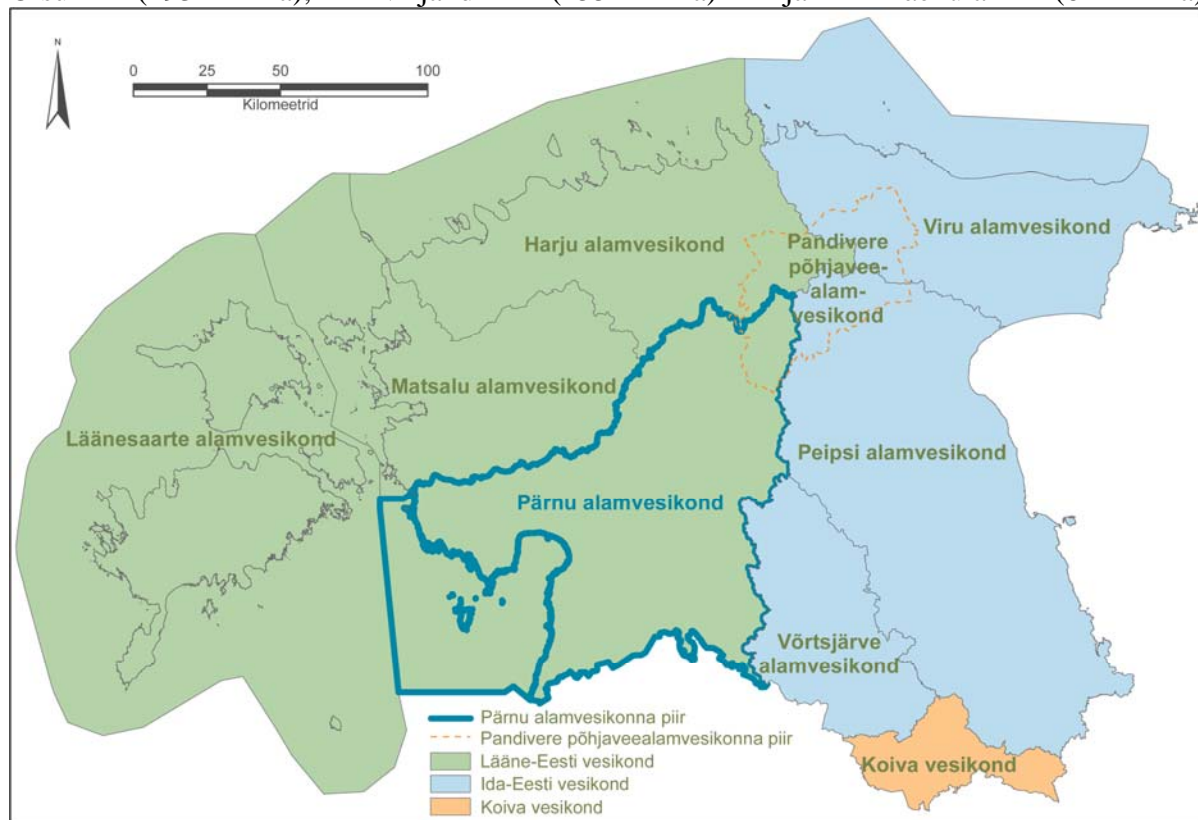 N
0 25 50 100
Kilomeetrid
Harju alamvesikond
Pandivere
põhjavee-
alam-
vesikond
Viru alamvesikond
Matsalu alamvesikond
Läänesaarte alamvesikond
Peipsi alamvesikond
Pärnu alamvesikond
Võrtsjärve
alamvesikond
Koiva vesikond
Pärnu alamvesikonna piir
Pandivere põhjaveealamvesikonna piir
Lääne-Eesti vesikond
Ida-Eesti vesikond
Koiva vesikond